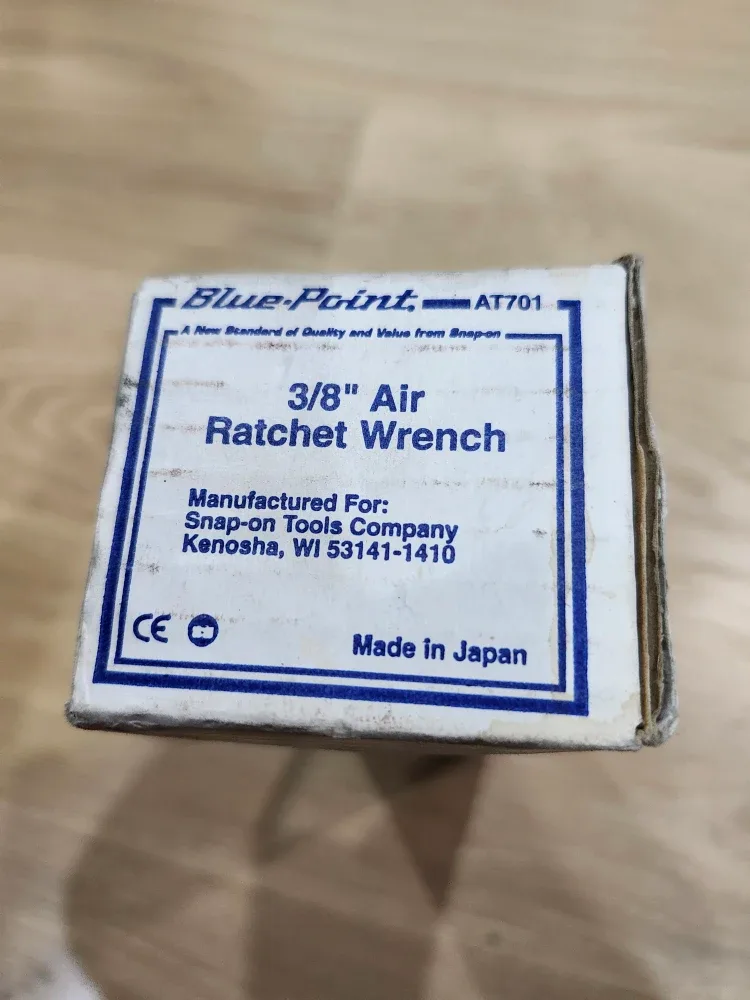 Blue-Point. AT701
A New Standard of Quality and Value from Snap-on
3/8" Air
Ratchet Wrench
Manufactured For:
Snap-on Tools Company
Kenosha, WI 53141-1410
CE
Made in Japan